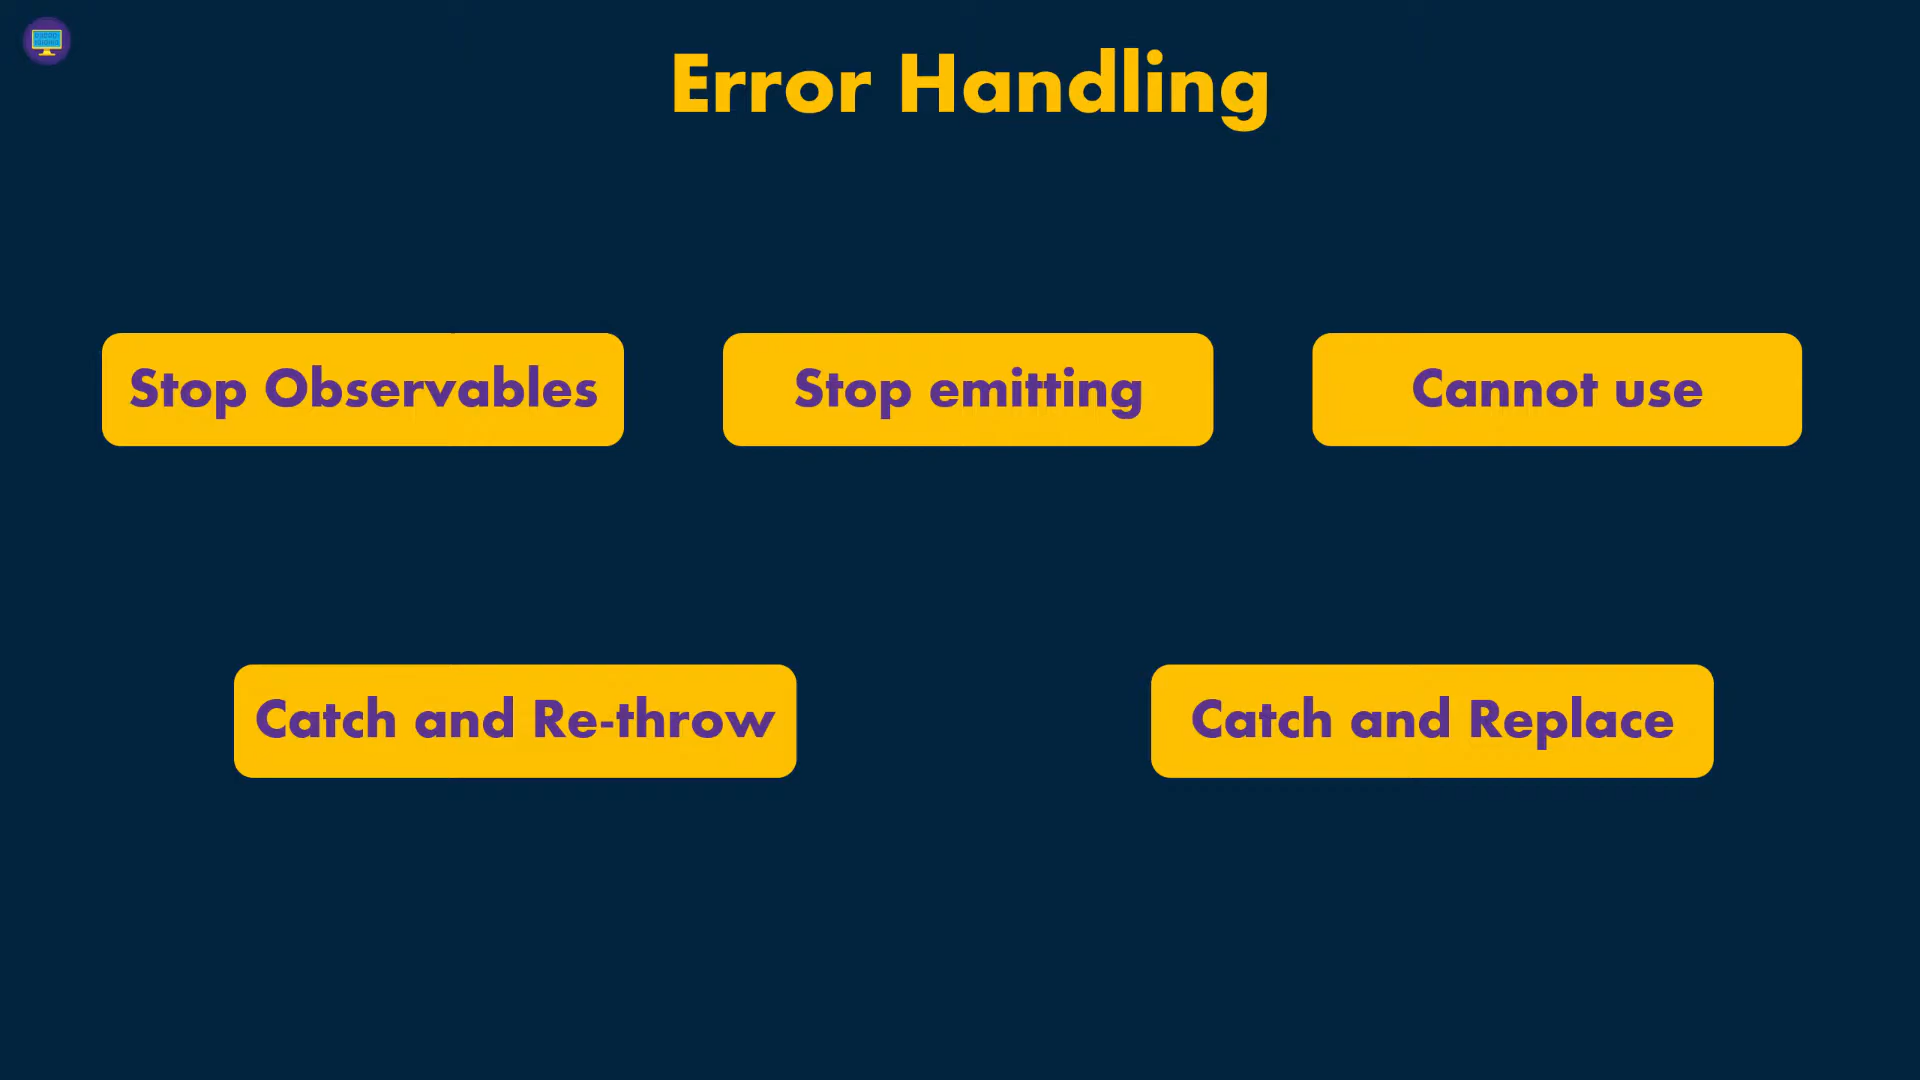 Error Handling
Stop Observables
Stop emitting
Cannot use
Catch and Re-throw
Catch and Replace